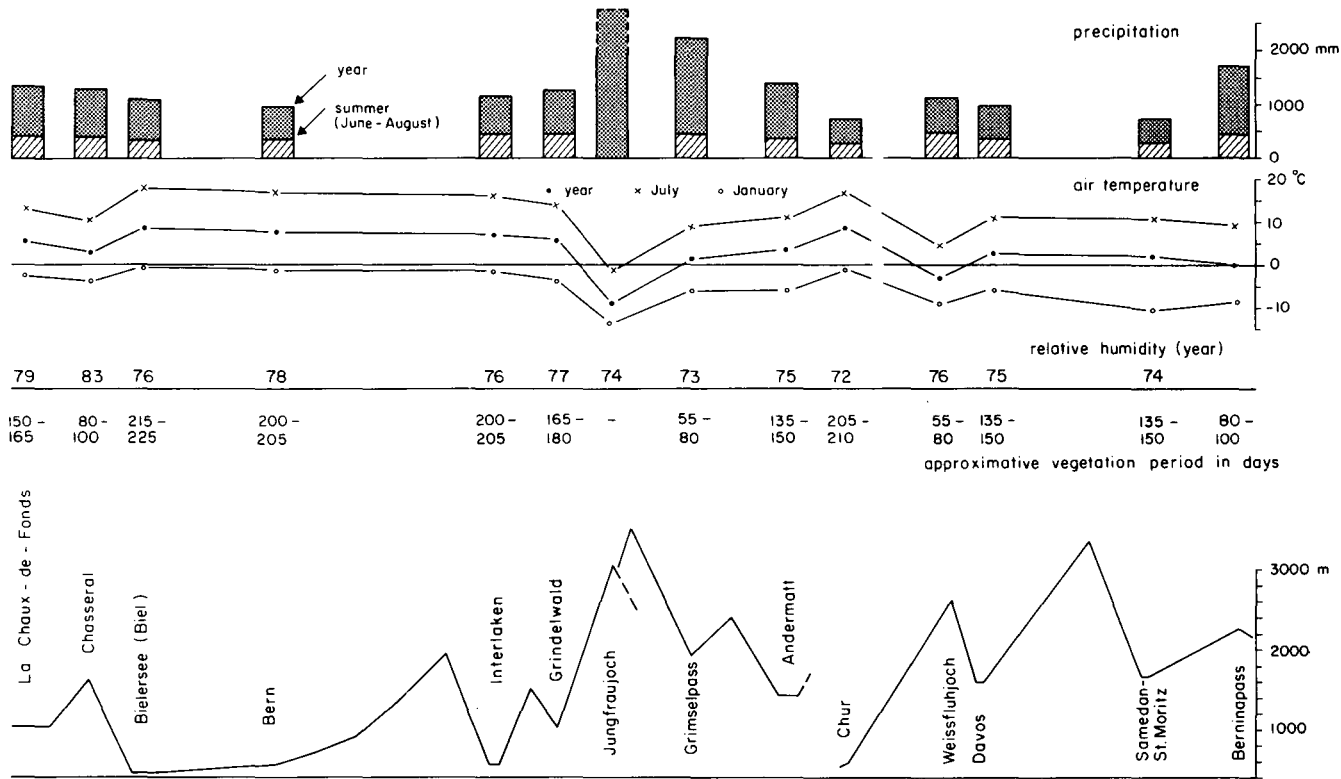 precipitation
2000 mm
1000
0
year
summer
(June - August)
• year × July ○ January
air temperature
20 °C
10
0
-10
relative humidity (year)
79 83 76 78 76 77 74 73 75 72 76 75 74
150 - 80 - 215 - 200 - 200 - 165 - - 55 - 135 - 205 - 55 - 135 - 135 - 80 -
165 100 225 205 205 180 80 150 210 80 150 150 100
approximative vegetation period in days
3000 m
2000
1000
La Chaux - de - Fonds
Chasseral
Bielersee (Biel)
Bern
Interlaken
Grindelwald
Jungfraujoch
Grimselpass
Andermatt
Chur
Weissfluhjoch
Davos
Samedan-
St. Moritz
Berninapass